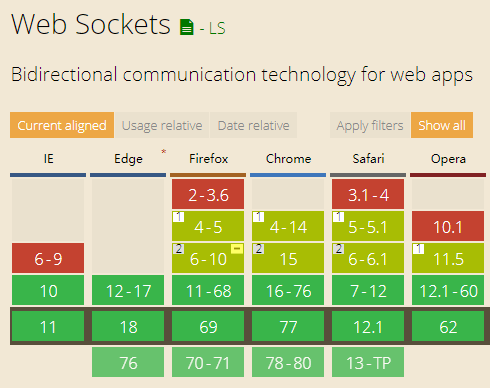 Web Sockets - LS
Bidirectional communication technology for web apps
Current aligned Usage relative Date relative Apply filters Show all
IE Edge * Firefox Chrome Safari Opera
2-3.6 3.1-4
1 4-5 1 4-14 1 5-5.1 10.1
6-9 2 6-10 2 15 2 6-6.1 1 11.5
10 12-17 11-68 16-76 7-12 12.1-60
11 18 69 77 12.1 62
76 70-71 78-80 13-TP